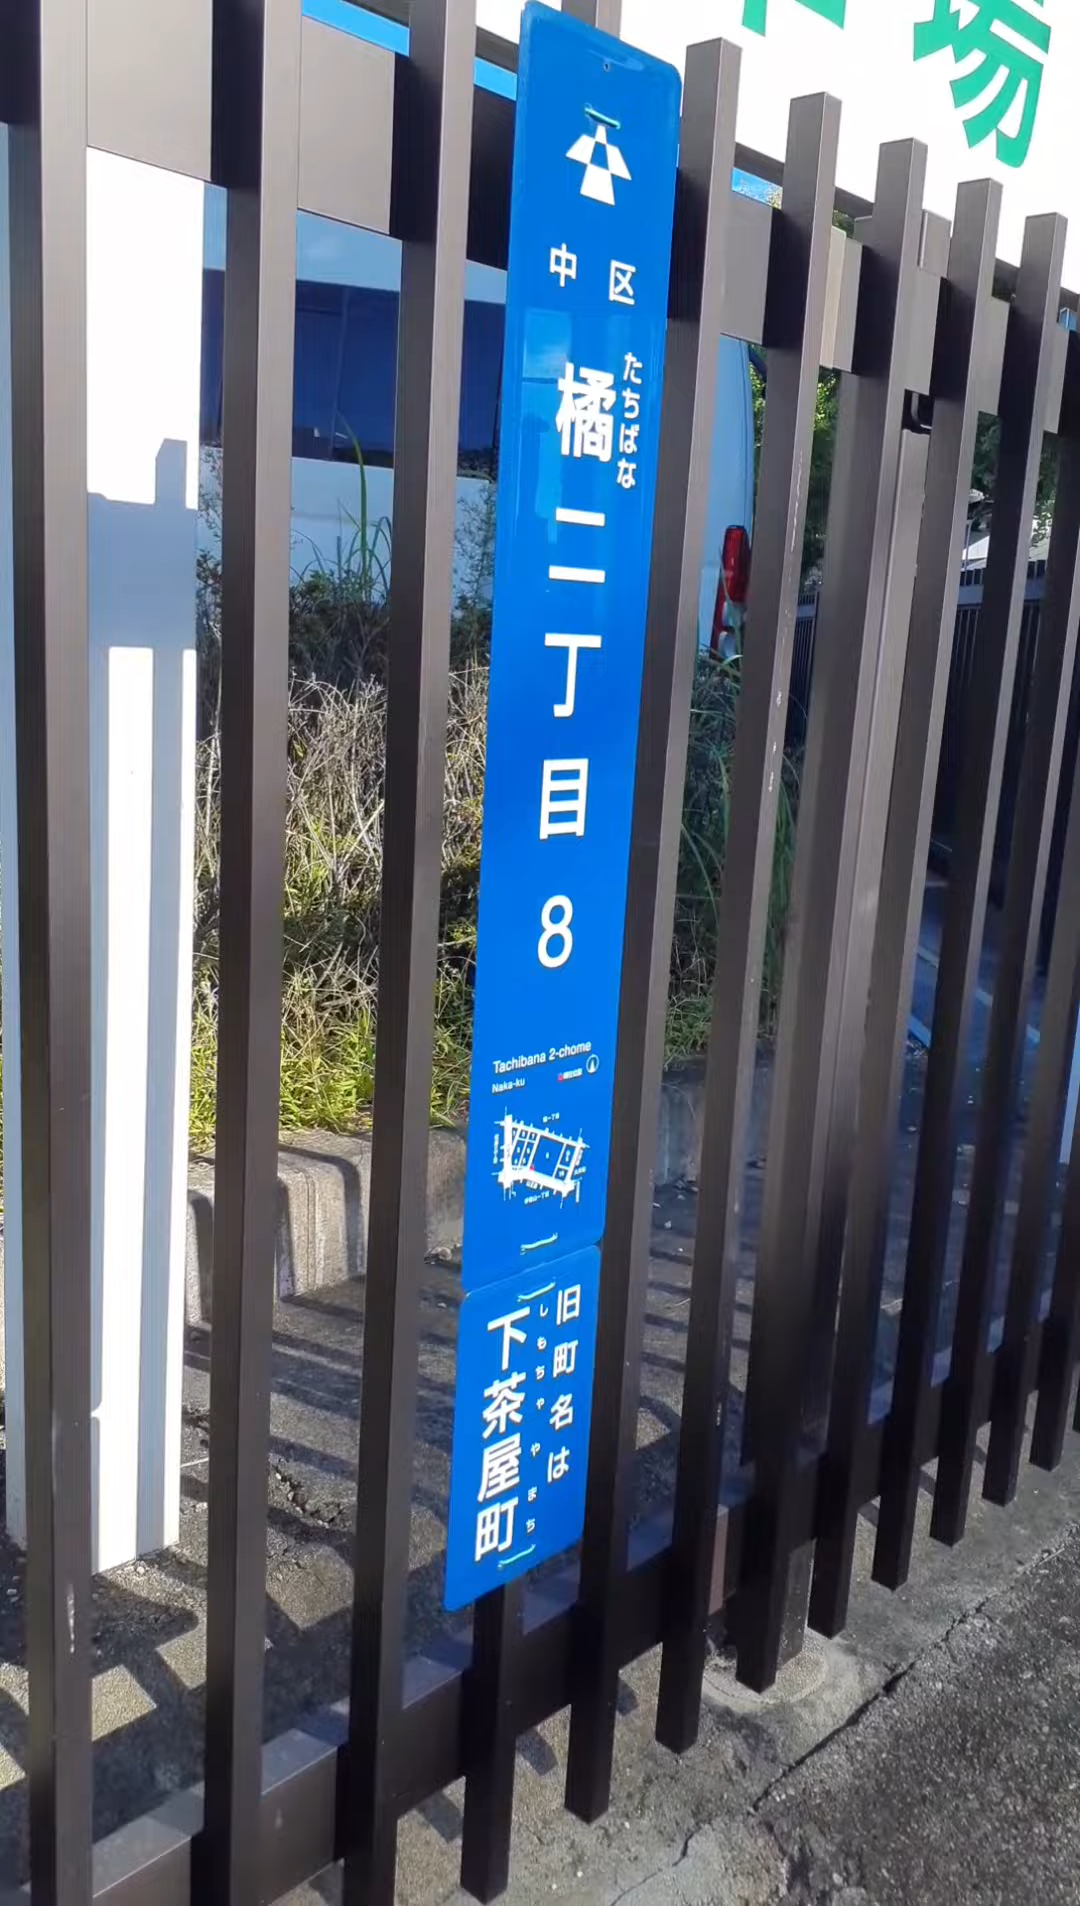 場
中区
橘二丁目8
たちばな
Tachibana 2-chome
Naka-ku
旧町名は
下茶屋町
しもちゃやまち